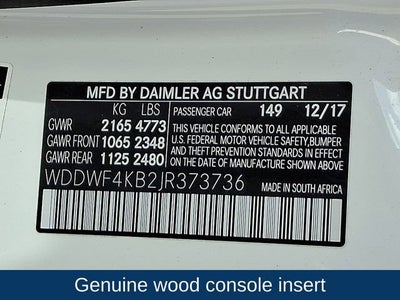 MFD BY DAIMLER AG STUTTGART
KG LBS
PASSENGER CAR 149 12/17
GVWR 2165 4773
GAWR FRONT 1065 2348
GAWR REAR 1125 2480
THIS VEHICLE CONFORMS TO ALL APPLICABLE
U.S. FEDERAL MOTOR VEHICLE SAFETY,BUMPER
AND THEFT PREVENTION STANDARDS IN EFFECT
ON THE DATE OF MANUFACTURE SHOWN ABOVE.
WDDWF4KB2JR373736
MADE IN SOUTH AFRICA
Genuine wood console insert